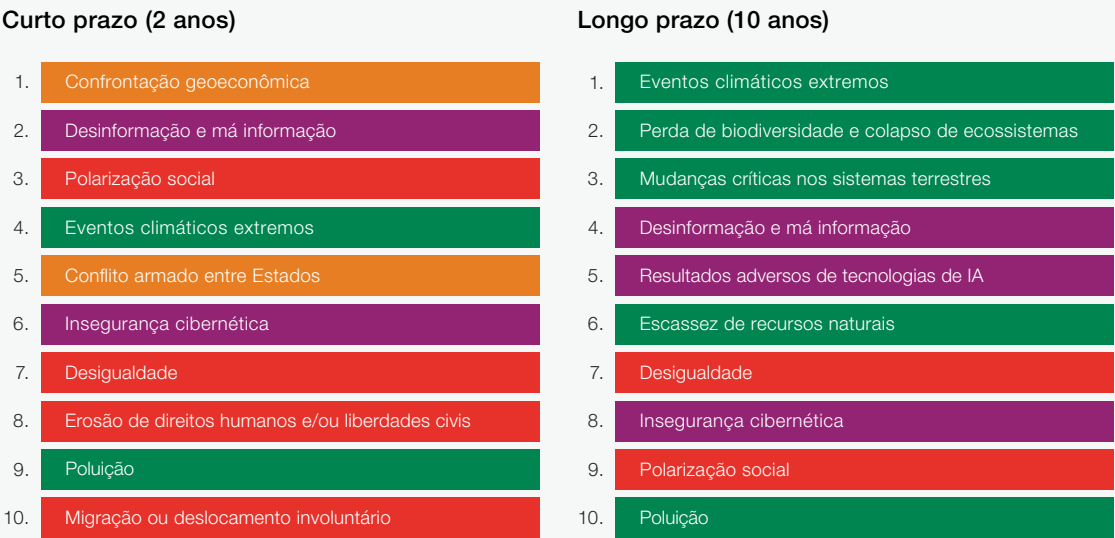 Curto prazo (2 anos)
1. Confrontação geoeconômica
2. Desinformação e má informação
3. Polarização social
4. Eventos climáticos extremos
5. Conflito armado entre Estados
6. Insegurança cibernética
7. Desigualdade
8. Erosão de direitos humanos e/ou liberdades civis
9. Poluição
10. Migração ou deslocamento involuntário
Longo prazo (10 anos)
1. Eventos climáticos extremos
2. Perda de biodiversidade e colapso de ecossistemas
3. Mudanças críticas nos sistemas terrestres
4. Desinformação e má informação
5. Resultados adversos de tecnologias de IA
6. Escassez de recursos naturais
7. Desigualdade
8. Insegurança cibernética
9. Polarização social
10. Poluição